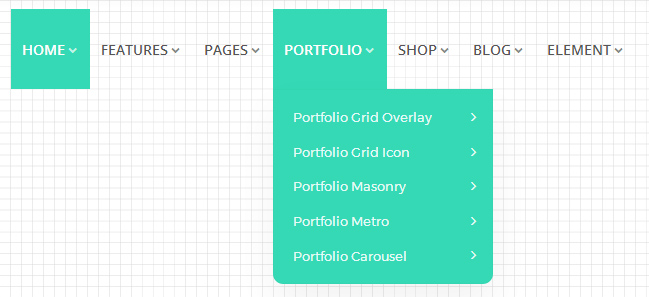 HOME FEATURES PAGES PORTFOLIO SHOP BLOG ELEMENT
Portfolio Grid Overlay
Portfolio Grid Icon
Portfolio Masonry
Portfolio Metro
Portfolio Carousel